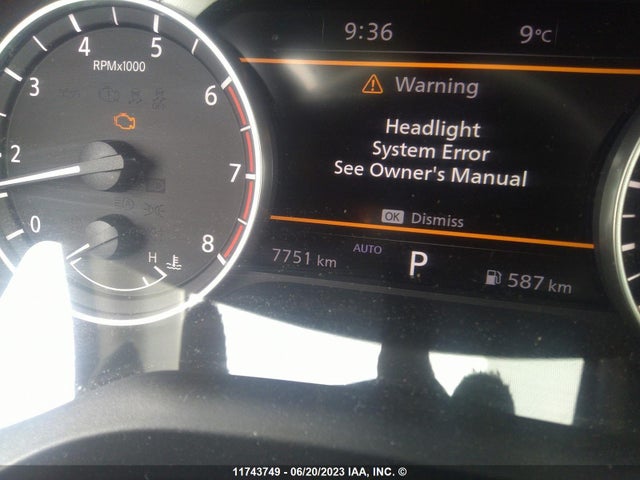 9:36 9°C
Warning
Headlight
System Error
See Owner's Manual
OK Dismiss
7751 km AUTO P 587 km
RPMx1000
0
2
3
4
5
6
7
8
H
11743749 - 06/20/2023 IAA, INC. ©